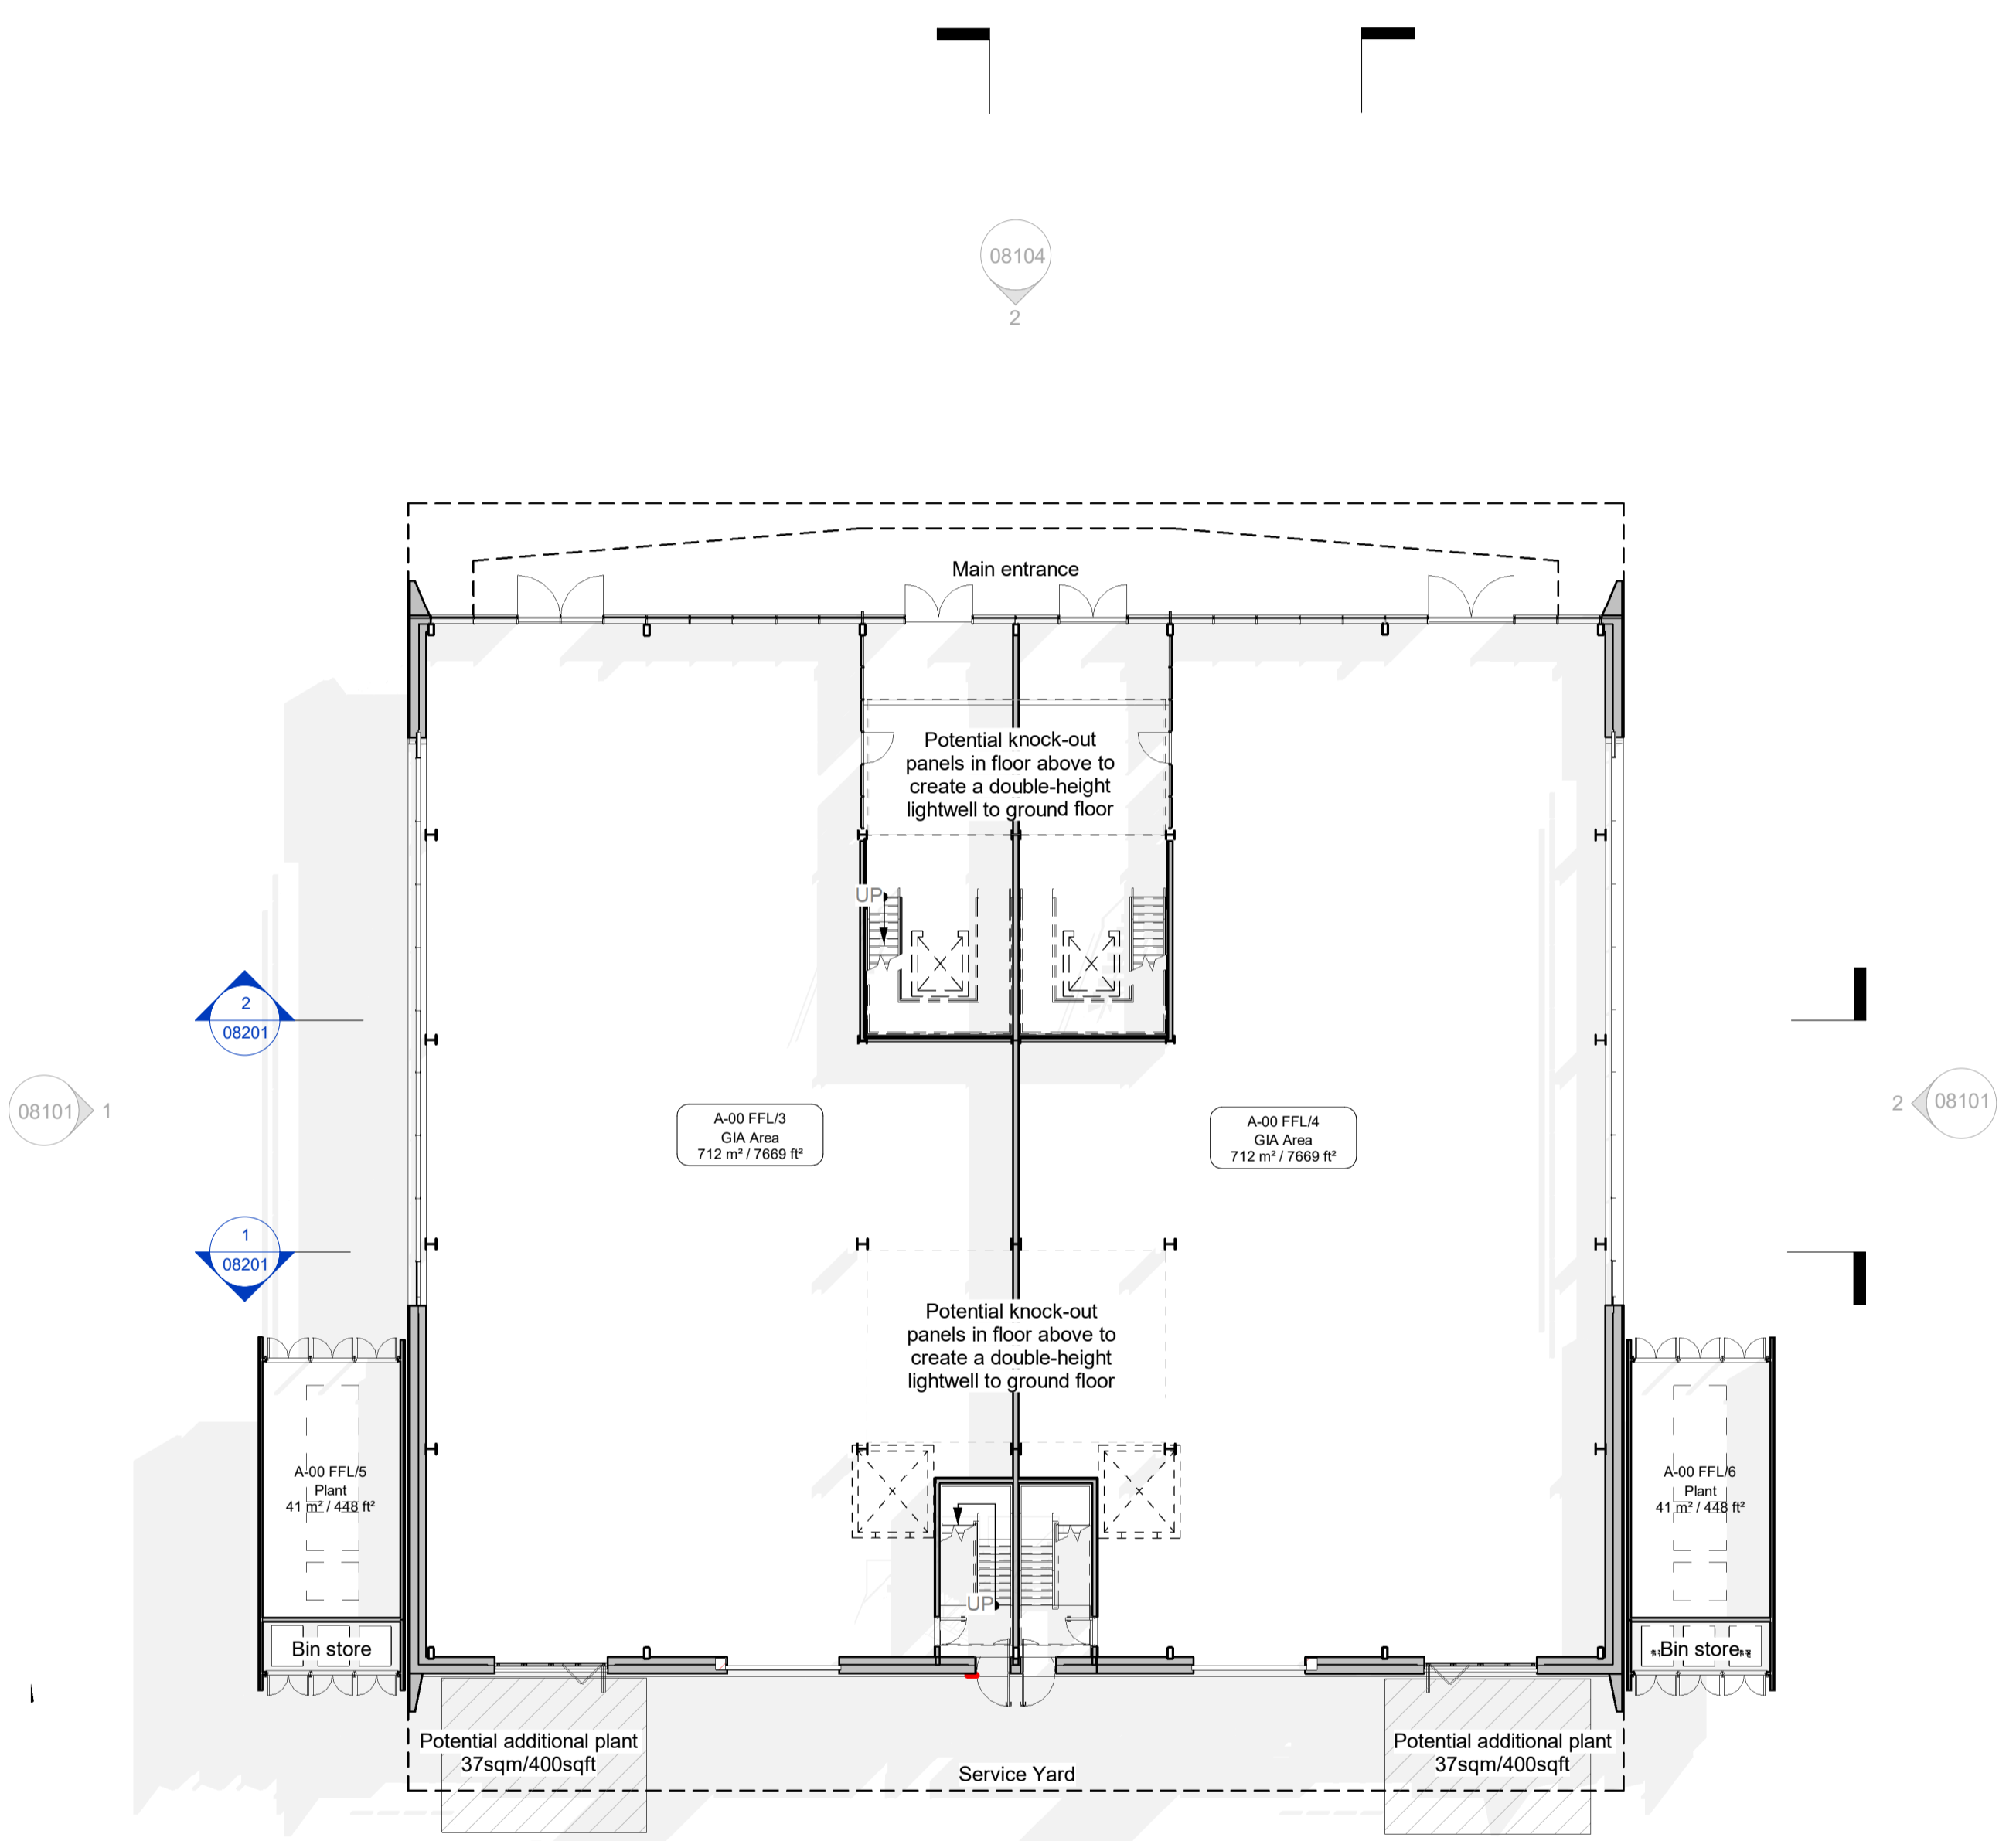 08104
2
Main entrance
Potential knock-out
panels in floor above to
create a double-height
lightwell to ground floor
UP
2
08201
08101
1
2
08101
A-00 FFL/3
GIA Area
712 m² / 7669 ft²
A-00 FFL/4
GIA Area
712 m² / 7669 ft²
1
08201
Potential knock-out
panels in floor above to
create a double-height
lightwell to ground floor
A-00 FFL/5
Plant
41 m² / 448 ft²
A-00 FFL/6
Plant
41 m² / 448 ft²
UP
Bin store
Bin store
Potential additional plant
37sqm/400sqft
Potential additional plant
37sqm/400sqft
Service Yard